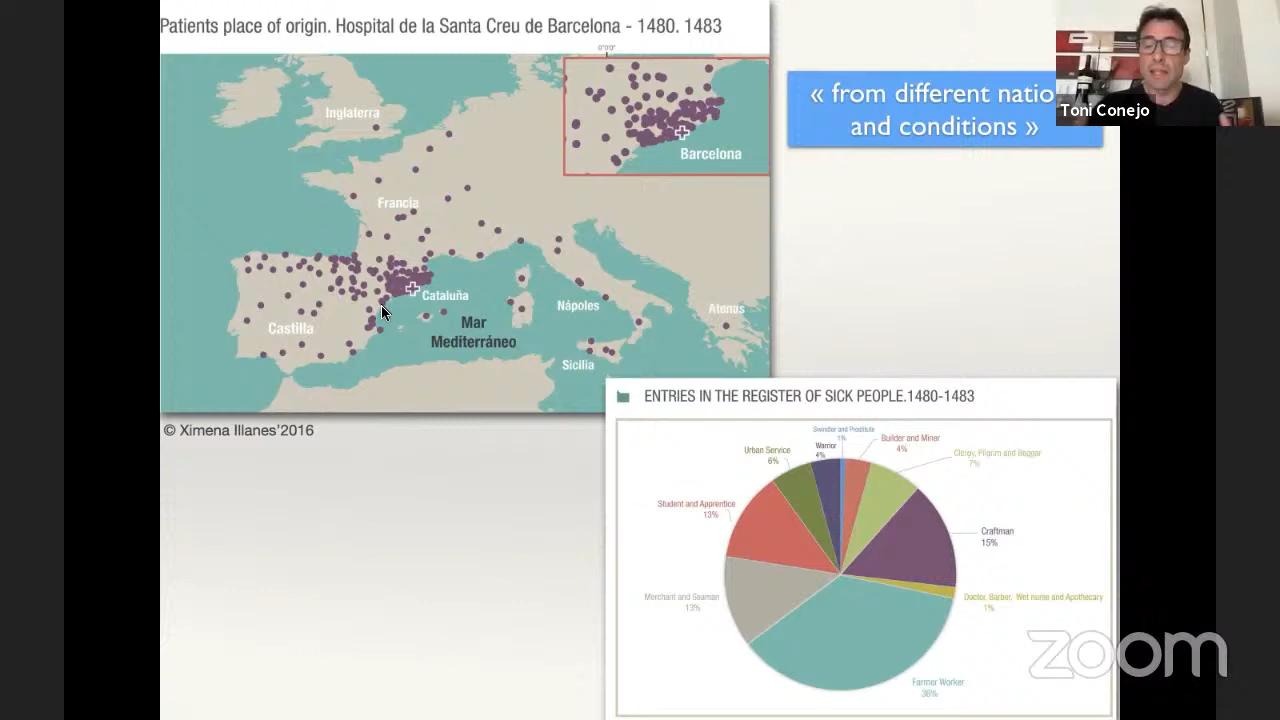 Patients place of origin. Hospital de la Santa Creu de Barcelona - 1480. 1483
0°0'0"
Inglaterra
Barcelona
Francia
Cataluña
Nápoles
Atenas
Castilla
Mar
Mediterráneo
Sicilia
« from different natio
and conditions »
Toni Conejo
© Ximena Illanes'2016
ENTRIES IN THE REGISTER OF SICK PEOPLE.1480-1483
Swindler and Prostitute
1%
Builder and Miner
4%
Warrior
4%
Urban Service
6%
Clergy, Pilgrim and Beggar
7%
Student and Apprentice
13%
Craftman
15%
Merchant and Seaman
13%
Doctor, Barber, Wet nurse and Apothecary
1%
Farmer Worker
36%
zoom